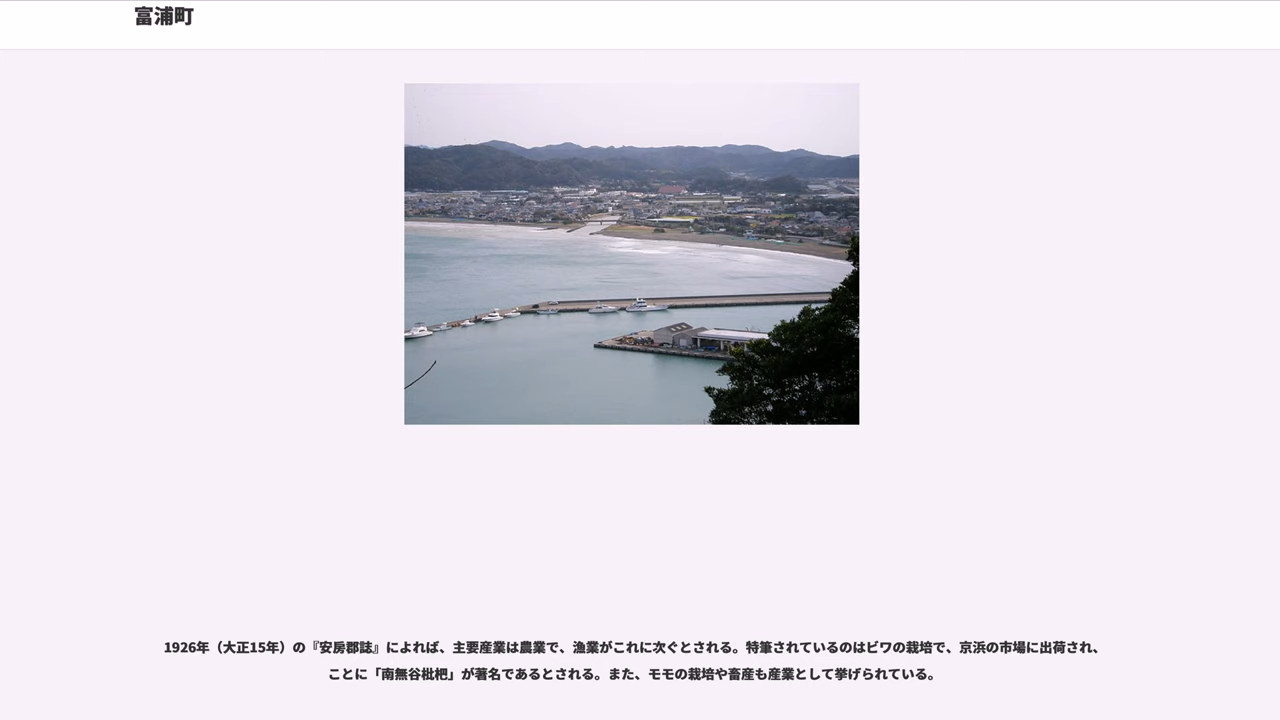 富浦町
1926年（大正15年）の『安房郡誌』によれば、主要産業は農業で、漁業がこれに次ぐとされる。特筆されているのはビワの栽培で、京浜の市場に出荷され、
ことに「南無谷枇杷」が著名であるとされる。また、モモの栽培や畜産も産業として挙げられている。